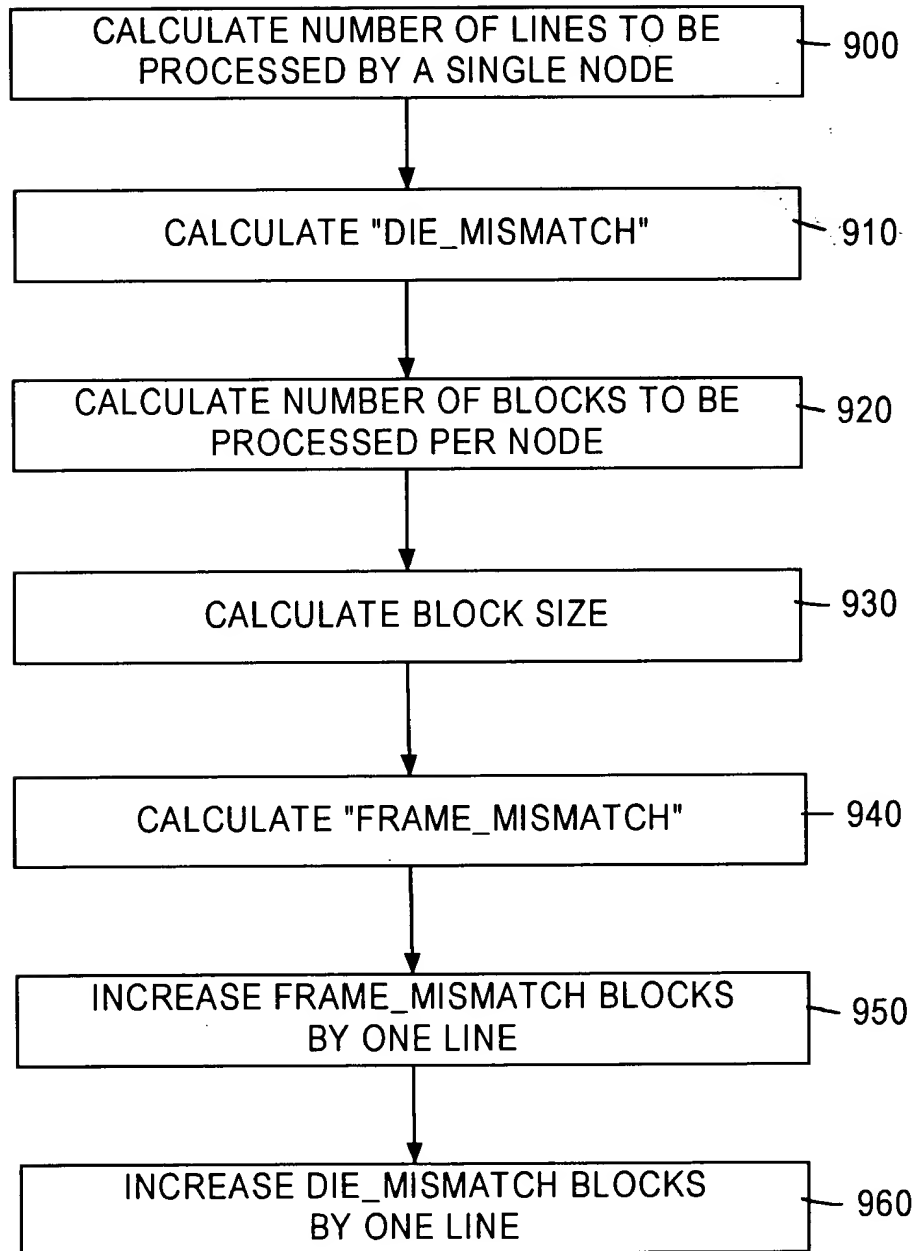 CALCULATE NUMBER OF LINES TO BE
PROCESSED BY A SINGLE NODE
900
CALCULATE "DIE_MISMATCH"
910
CALCULATE NUMBER OF BLOCKS TO BE
PROCESSED PER NODE
920
CALCULATE BLOCK SIZE
930
CALCULATE "FRAME_MISMATCH"
940
INCREASE FRAME_MISMATCH BLOCKS
BY ONE LINE
950
INCREASE DIE_MISMATCH BLOCKS
BY ONE LINE
960